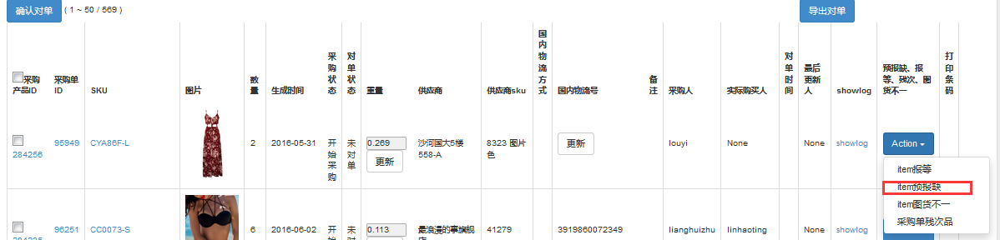 确认对单 ( 1 ~ 50 / 569 ) 导出对单
采购产品ID 采购单ID SKU 图片 数量 生成时间 采购状态 对单状态 重量 供应商 供应商sku 国内物流方式 国内物流号 备注 采购人 实际购买人 对单时间 最后更新人 showlog 预报缺、报等、残次、图货不一 打印条码
284256 95949 CYA86F-L 2 2016-05-31 开始采购 未对单 0.269 更新 沙河国大5楼558-A 8323 图片色 更新 louyi None None showlog Action
item报等
item预报缺
item图货不一
采购单残次品
96251 CC0073-S 6 2016-06-02 开 未 0.113 最浪漫的事旗舰 41279 3919860072349 lianghuizhu linhaoting None showlog